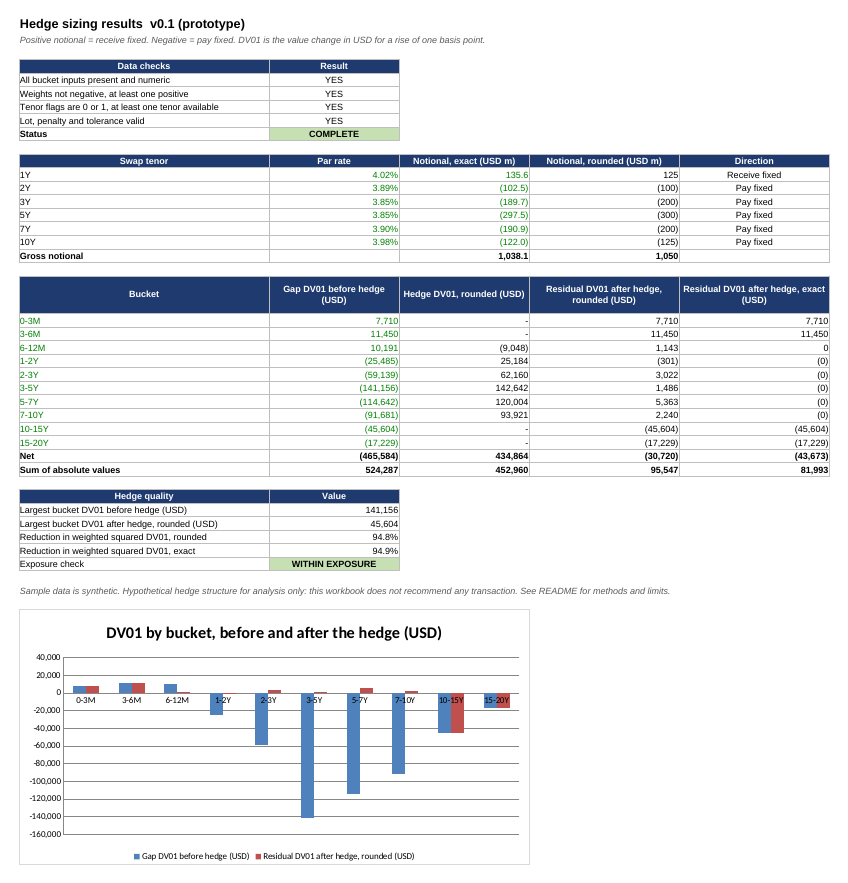 Hedge sizing results  v0.1 (prototype)
Positive notional = receive fixed. Negative = pay fixed. DV01 is the value change in USD for a rise of one basis point.
Data checks Result
All bucket inputs present and numeric YES
Weights not negative, at least one positive YES
Tenor flags are 0 or 1, at least one tenor available YES
Lot, penalty and tolerance valid YES
Status COMPLETE
Swap tenor Par rate Notional, exact (USD m) Notional, rounded (USD m) Direction
1Y 4.02% 135.6 125 Receive fixed
2Y 3.89% (102.5) (100) Pay fixed
3Y 3.85% (189.7) (200) Pay fixed
5Y 3.85% (297.5) (300) Pay fixed
7Y 3.90% (190.9) (200) Pay fixed
10Y 3.98% (122.0) (125) Pay fixed
Gross notional 1,038.1 1,050
Bucket Gap DV01 before hedge (USD) Hedge DV01, rounded (USD) Residual DV01 after hedge, rounded (USD) Residual DV01 after hedge, exact (USD)
0-3M 7,710 - 7,710 7,710
3-6M 11,450 - 11,450 11,450
6-12M 10,191 (9,048) 1,143 0
1-2Y (25,485) 25,184 (301) (0)
2-3Y (59,139) 62,160 3,022 (0)
3-5Y (141,156) 142,642 1,486 (0)
5-7Y (114,642) 120,004 5,363 (0)
7-10Y (91,681) 93,921 2,240 (0)
10-15Y (45,604) - (45,604) (45,604)
15-20Y (17,229) - (17,229) (17,229)
Net (465,584) 434,864 (30,720) (43,673)
Sum of absolute values 524,287 452,960 95,547 81,993
Hedge quality Value
Largest bucket DV01 before hedge (USD) 141,156
Largest bucket DV01 after hedge, rounded (USD) 45,604
Reduction in weighted squared DV01, rounded 94.8%
Reduction in weighted squared DV01, exact 94.9%
Exposure check WITHIN EXPOSURE
Sample data is synthetic. Hypothetical hedge structure for analysis only: this workbook does not recommend any transaction. See README for methods and limits.
DV01 by bucket, before and after the hedge (USD)
40,000
20,000
0
0-3M 3-6M 6-12M 1-2Y 2-3Y 3-5Y 5-7Y 7-10Y 10-15Y 15-20Y
-20,000
-40,000
-60,000
-80,000
-100,000
-120,000
-140,000
-160,000
Gap DV01 before hedge (USD) Residual DV01 after hedge, rounded (USD)